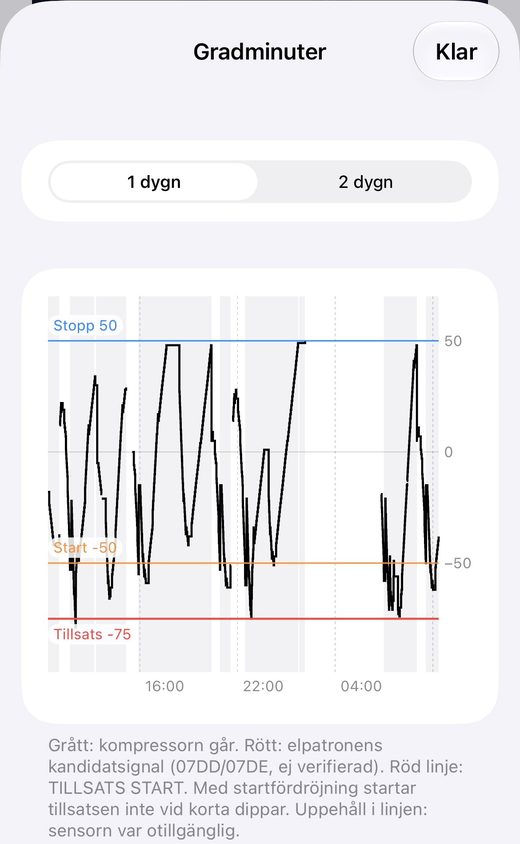 Gradminuter
Klar
1 dygn
2 dygn
Stopp 50
50
0
Start -50
−50
Tillsats -75
16:00
22:00
04:00
Grått: kompressorn går. Rött: elpatronens
kandidatsignal (07DD/07DE, ej verifierad). Röd linje:
TILLSATS START. Med startfördröjning startar
tillsatsen inte vid korta dippar. Uppehåll i linjen:
sensorn var otillgänglig.